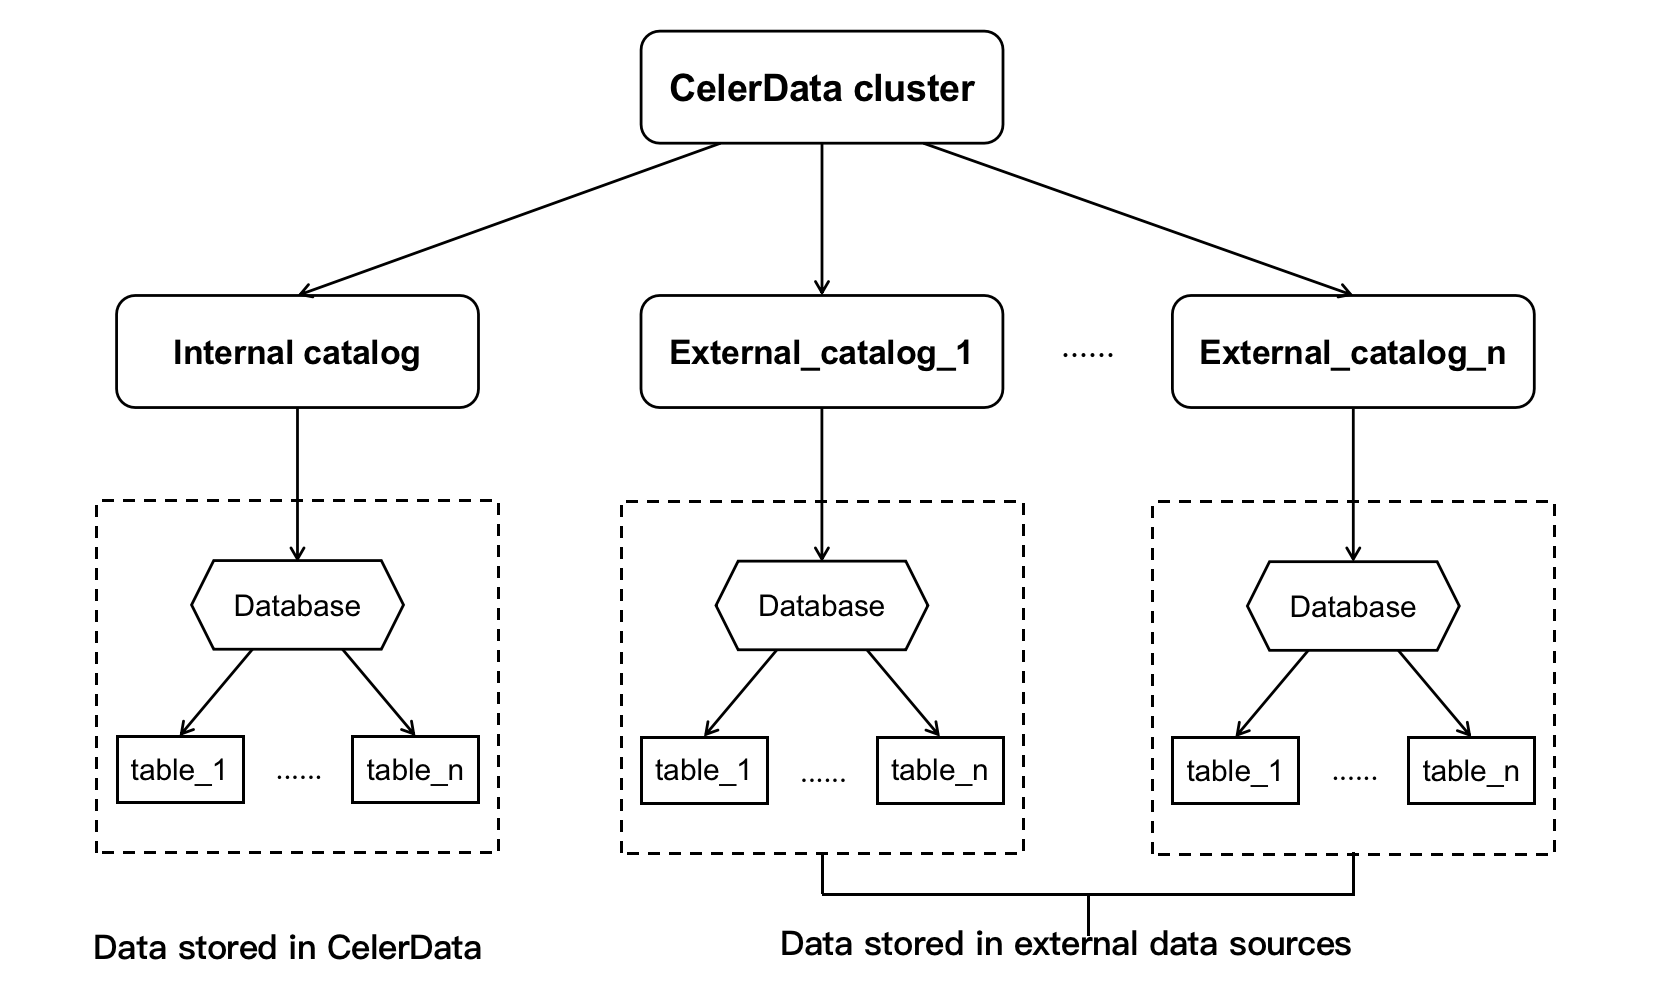 CelerData cluster
Internal catalog
External_catalog_1
......
External_catalog_n
Database
Database
Database
table_1
......
table_n
table_1
......
table_n
table_1
......
table_n
Data stored in CelerData
Data stored in external data sources